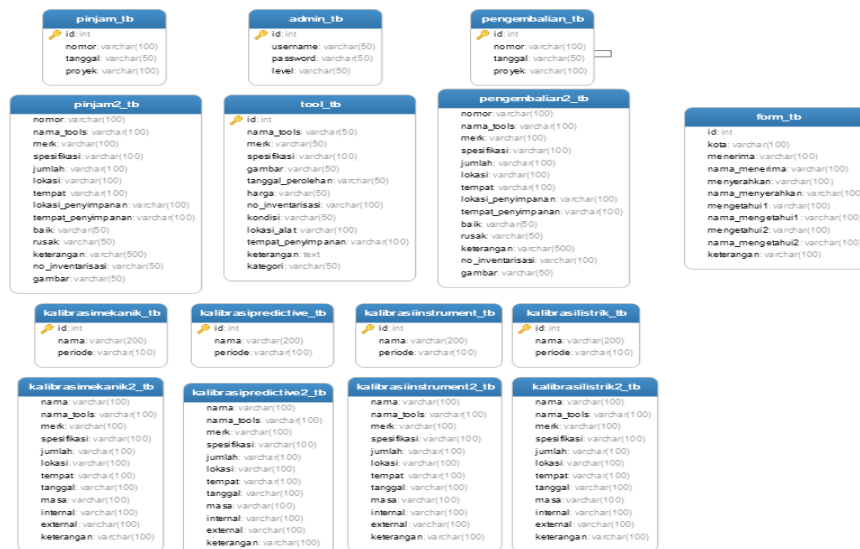 pinjam_tb
id: int
nomor: varchar(100)
tanggal: varchar(50)
proyek: varchar(100)
admin_tb
id: int
username: varchar(50)
password: varchar(50)
level: varchar(50)
pengembalian_tb
id: int
nomor: varchar(100)
tanggal: varchar(50)
proyek: varchar(100)
pinjam2_tb
nomor: varchar(100)
nama_tools: varchar(100)
merk: varchar(100)
spesifikasi: varchar(100)
jumlah: varchar(100)
lokasi: varchar(100)
tempat: varchar(100)
lokasi_penyimpanan: varchar(100)
tempat_penyimpanan: varchar(100)
baik: varchar(50)
rusak: varchar(50)
keterangan: varchar(500)
no_inventarisasi: varchar(50)
gambar: varchar(50)
tool_tb
id: int
nama_tools: varchar(50)
merk: varchar(50)
spesifikasi: varchar(100)
gambar: varchar(50)
tanggal_perolehan: varchar(50)
harga: varchar(50)
no_inventarisasi: varchar(100)
kondisi: varchar(50)
lokasi_alat: varchar(100)
tempat_penyimpanan: varchar(100)
keterangan: text
kategori: varchar(50)
pengembalian2_tb
nomor: varchar(100)
nama_tools: varchar(100)
merk: varchar(100)
spesifikasi: varchar(100)
jumlah: varchar(50)
lokasi: varchar(100)
tempat: varchar(100)
lokasi_penyimpanan: varchar(100)
tempat_penyimpanan: varchar(100)
baik: varchar(50)
rusak: varchar(50)
keterangan: varchar(500)
no_inventarisasi: varchar(100)
gambar: varchar(50)
form_tb
id: int
kota: varchar(100)
menerima: varchar(100)
nama_menerima: varchar(100)
menyerahkan: varchar(100)
nama_menyerahkan: varchar(100)
mengetahui1: varchar(100)
nama_mengetahui1: varchar(100)
mengetahui2: varchar(100)
nama_mengetahui2: varchar(100)
keterangan: varchar(100)
kalibrasimekanik_tb
id: int
nama: varchar(200)
periode: varchar(100)
kalibrasipredictive_tb
id: int
nama: varchar(200)
periode: varchar(100)
kalibrasiinstrument_tb
id: int
nama: varchar(200)
periode: varchar(100)
kalibrasilistrik_tb
id: int
nama: varchar(200)
periode: varchar(100)
kalibrasimekanik2_tb
nama: varchar(100)
nama_tools: varchar(100)
merk: varchar(100)
spesifikasi: varchar(100)
jumlah: varchar(100)
lokasi: varchar(100)
tempat: varchar(100)
tanggal: varchar(100)
masa: varchar(100)
internal: varchar(100)
external: varchar(100)
keterangan: varchar(100)
kalibrasipredictive2_tb
nama: varchar(100)
nama_tools: varchar(100)
merk: varchar(100)
spesifikasi: varchar(100)
jumlah: varchar(100)
lokasi: varchar(100)
tempat: varchar(100)
tanggal: varchar(100)
masa: varchar(100)
internal: varchar(100)
external: varchar(100)
keterangan: varchar(100)
kalibrasiinstrument2_tb
nama: varchar(100)
nama_tools: varchar(100)
merk: varchar(100)
spesifikasi: varchar(100)
jumlah: varchar(100)
lokasi: varchar(100)
tempat: varchar(100)
tanggal: varchar(100)
masa: varchar(100)
internal: varchar(100)
external: varchar(100)
keterangan: varchar(100)
kalibrasilistrik2_tb
nama: varchar(100)
nama_tools: varchar(100)
merk: varchar(100)
spesifikasi: varchar(100)
jumlah: varchar(100)
lokasi: varchar(100)
tempat: varchar(100)
tanggal: varchar(100)
masa: varchar(100)
internal: varchar(100)
external: varchar(100)
keterangan: varchar(100)